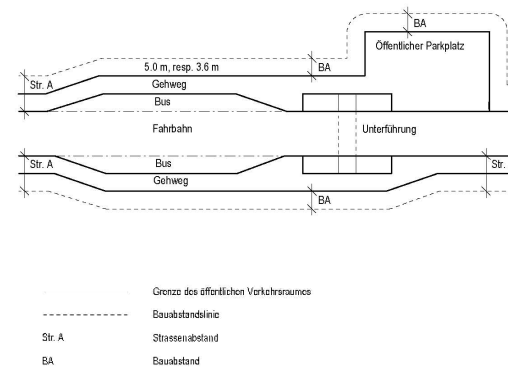 BA
Öffentlicher Parkplatz
5.0 m, resp. 3.6 m
BA
Str. A
Gehweg
Bus
Fahrbahn
Unterführung
Str. A
Bus
Str.
Gehweg
BA
Grenze des öffentlichen Verkehrsraumes
Bauabstandslinie
Str. A Strassenabstand
BA Bauabstand